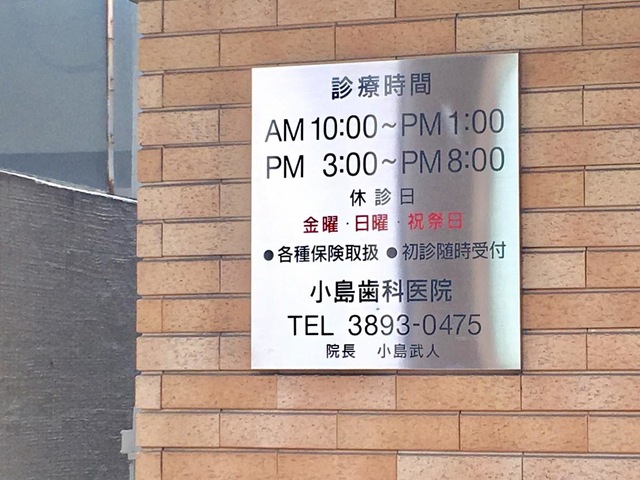 診療時間
AM 10:00~PM 1:00
PM 3:00~PM 8:00
休診日
金曜・日曜・祝祭日
●各種保険取扱 ●初診随時受付
小島歯科医院
TEL 3893-0475
院長 小島武人